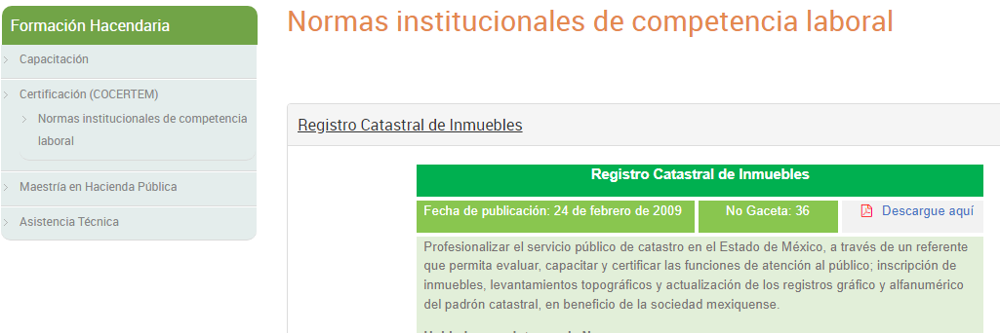 Formación Hacendaria
Capacitación
Certificación (COCERTEM)
Normas institucionales de competencia
laboral
Maestría en Hacienda Pública
Asistencia Técnica
Normas institucionales de competencia laboral
Registro Catastral de Inmuebles
Registro Catastral de Inmuebles
Fecha de publicación: 24 de febrero de 2009 No Gaceta: 36 Descargue aquí
Profesionalizar el servicio público de catastro en el Estado de México, a través de un referente
que permita evaluar, capacitar y certificar las funciones de atención al público; inscripción de
inmuebles, levantamientos topográficos y actualización de los registros gráfico y alfanumérico
del padrón catastral, en beneficio de la sociedad mexiquense.